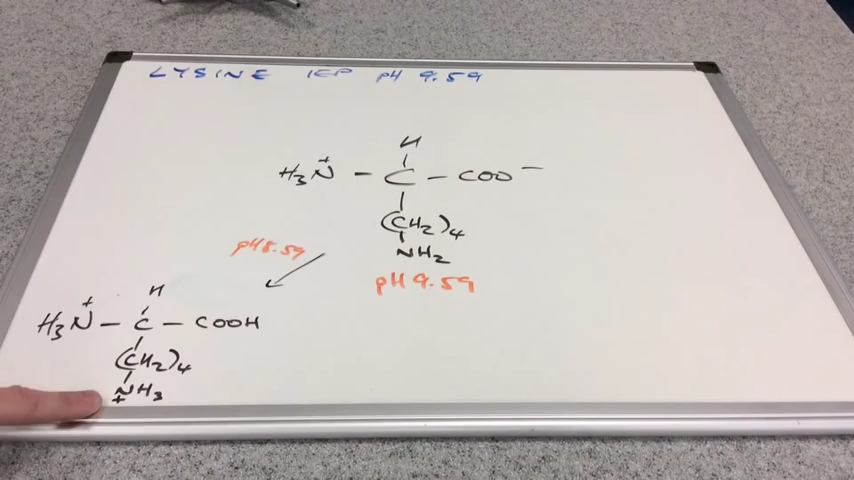 LYSINE IEP pH 9.59
H
H₃N⁺ – C – COO⁻
(CH₂)₄
NH₂
pH 9.59
pH 8.59
H
H₃N⁺ – C – COOH
(CH₂)₄
NH₃
+